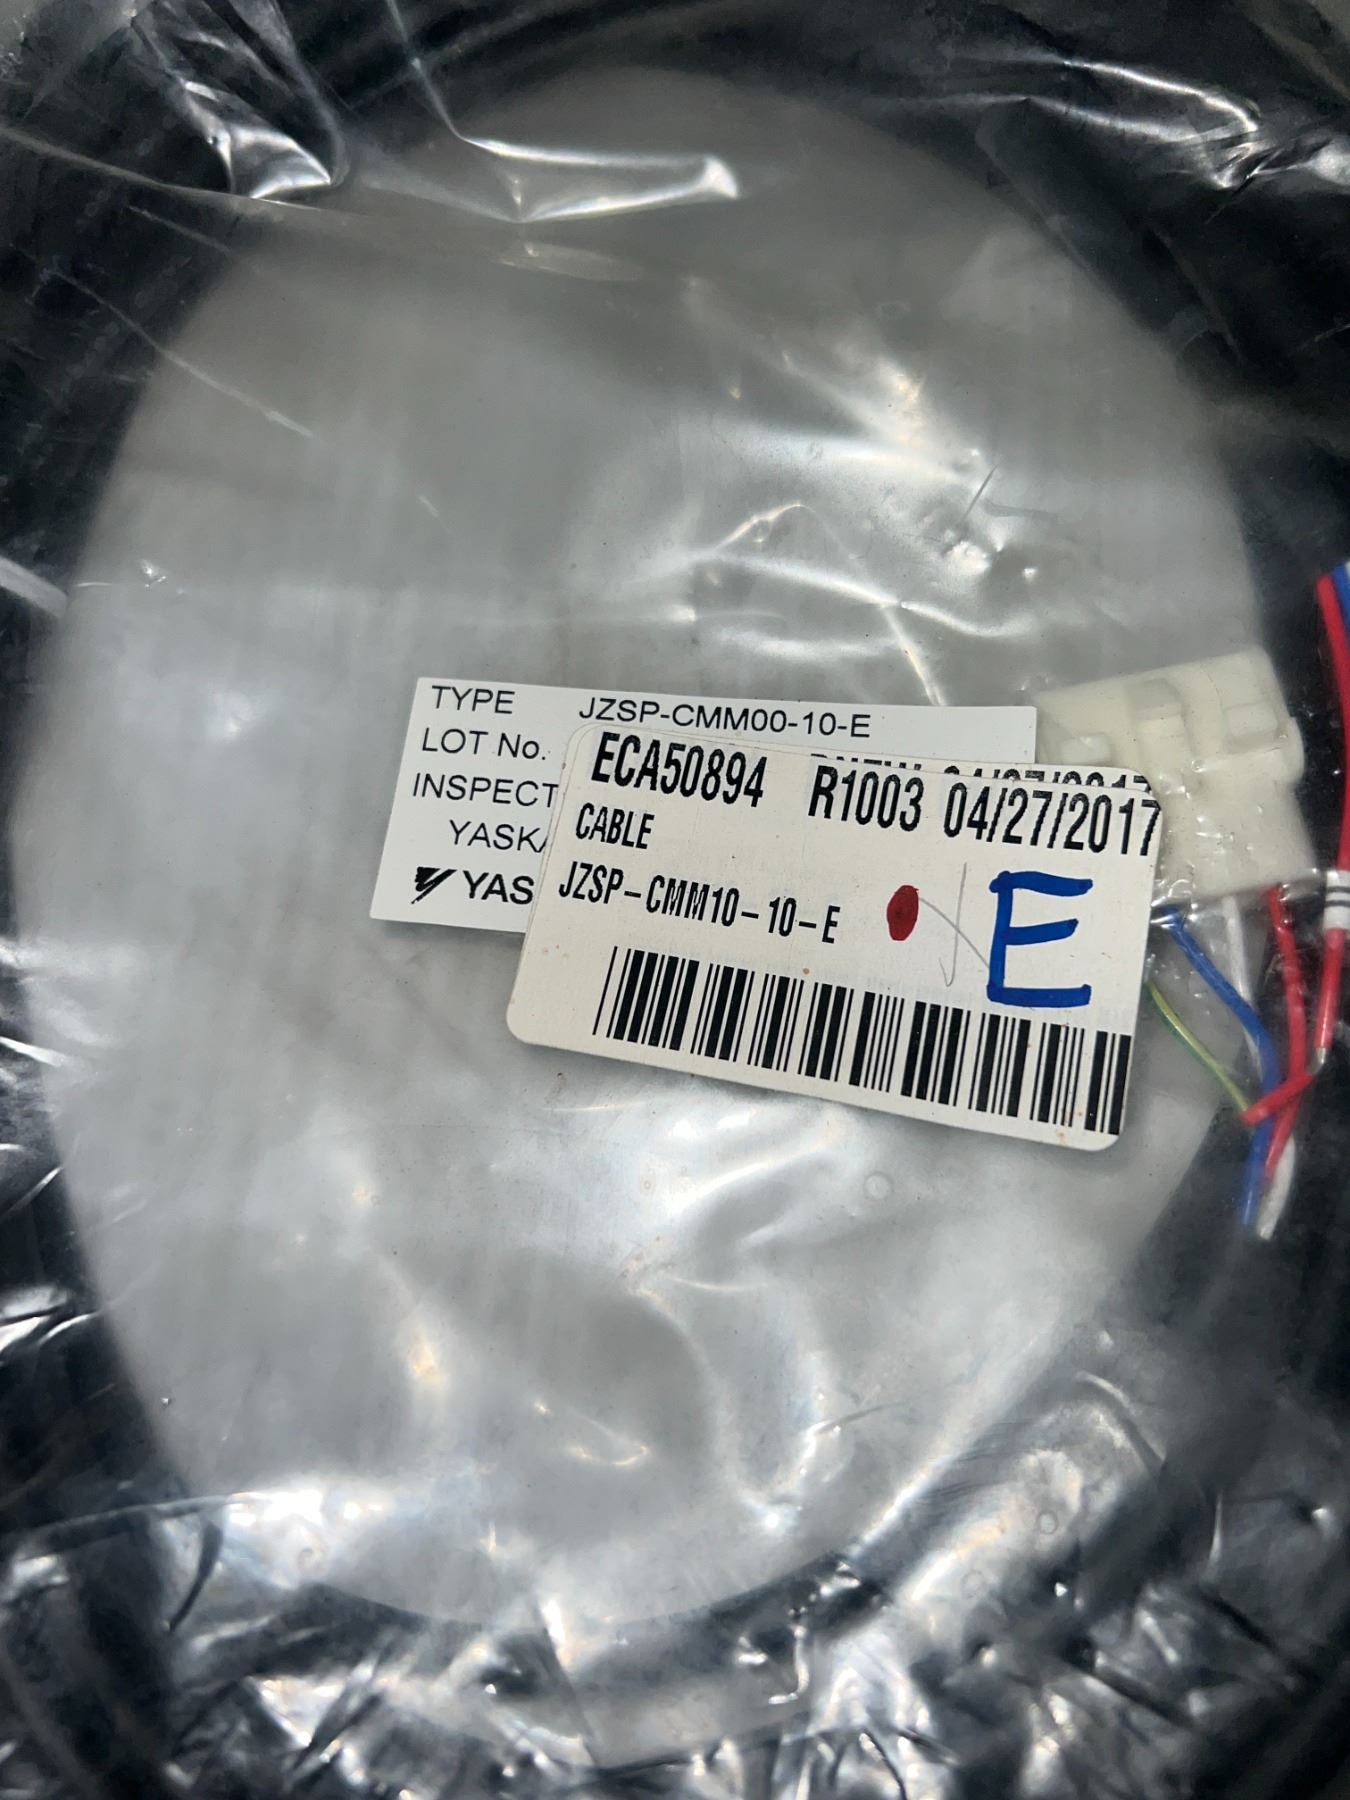 TYPE JZSP-CMM00-10-E
LOT No.
INSPECT
YASKA
YAS
ECA50894 R1003 04/27/2017
CABLE
JZSP-CMM10-10-E
E